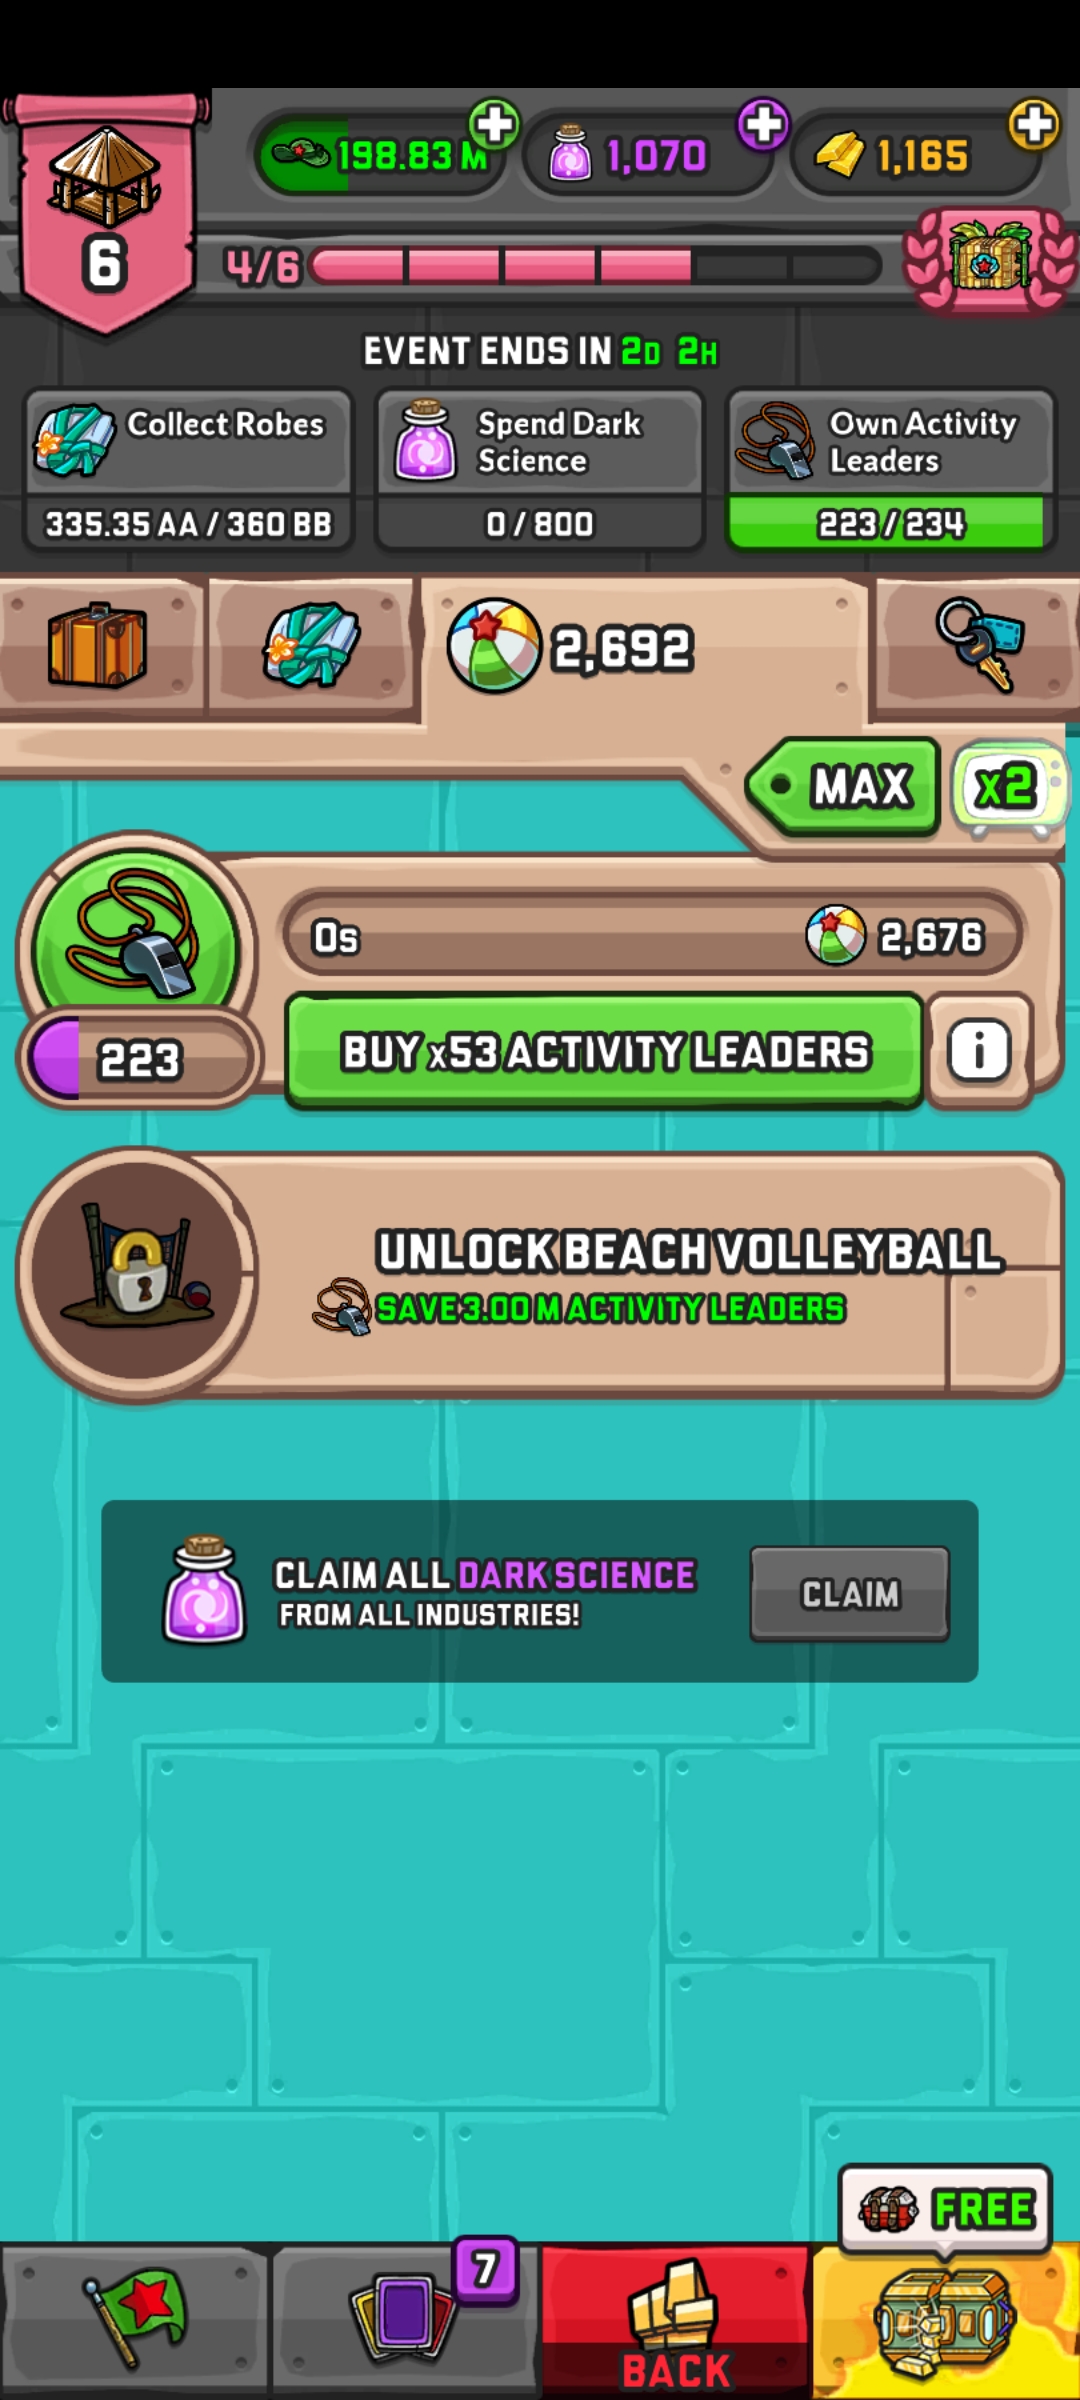 198.83 M
1,070
1,165
6
4/6
EVENT ENDS IN 2D 2H
Collect Robes
335.35 AA / 360 BB
Spend Dark
Science
0 / 800
Own Activity
Leaders
223 / 234
2,692
MAX
x2
0s
2,676
223
BUY x53 ACTIVITY LEADERS
i
UNLOCK BEACH VOLLEYBALL
SAVE 3.00 M ACTIVITY LEADERS
CLAIM ALL DARK SCIENCE
FROM ALL INDUSTRIES!
CLAIM
FREE
7
BACK